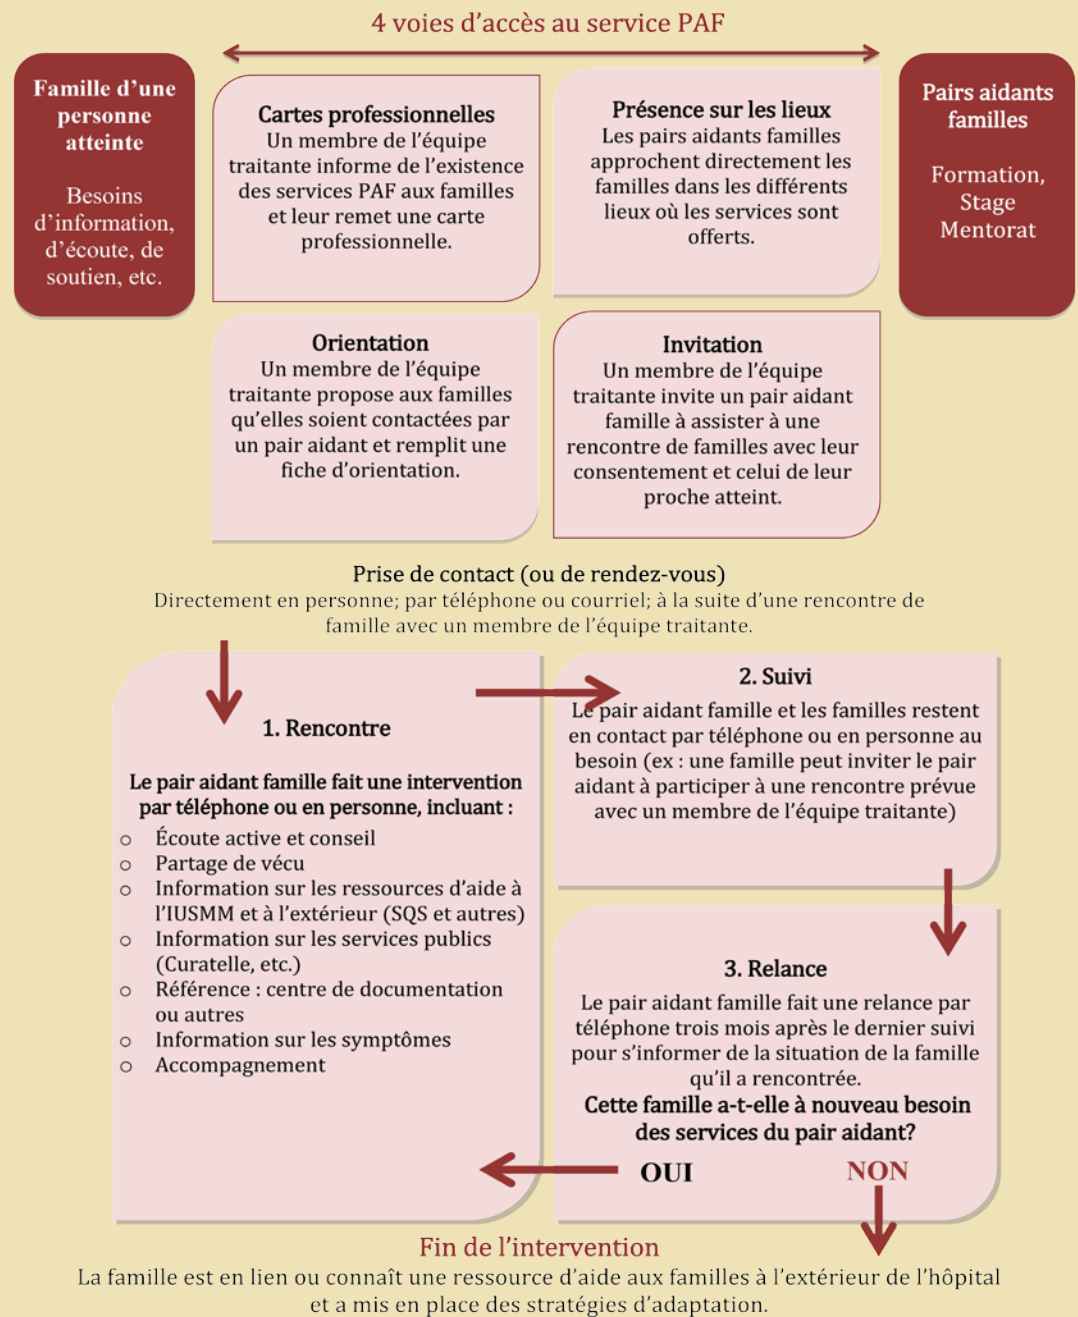 4 voies d’accès au service PAF
Famille d’une
personne
atteinte
Besoins
d’information,
d’écoute, de
soutien, etc.
Cartes professionnelles
Un membre de l’équipe
traitante informe de l’existence
des services PAF aux familles
et leur remet une carte
professionnelle.
Présence sur les lieux
Les pairs aidants familles
approchent directement les
familles dans les différents
lieux où les services sont
offerts.
Pairs aidants
familles
Formation,
Stage
Mentorat
Orientation
Un membre de l’équipe
traitante propose aux familles
qu’elles soient contactées par
un pair aidant et remplit une
fiche d’orientation.
Invitation
Un membre de l’équipe
traitante invite un pair aidant
famille à assister à une
rencontre de familles avec leur
consentement et celui de leur
proche atteint.
Prise de contact (ou de rendez-vous)
Directement en personne; par téléphone ou courriel; à la suite d’une rencontre de
famille avec un membre de l’équipe traitante.
1. Rencontre
Le pair aidant famille fait une intervention
par téléphone ou en personne, incluant :
o Écoute active et conseil
o Partage de vécu
o Information sur les ressources d’aide à
l’IUSMM et à l’extérieur (SQS et autres)
o Information sur les services publics
(Curatelle, etc.)
o Référence : centre de documentation
ou autres
o Information sur les symptômes
o Accompagnement
2. Suivi
Le pair aidant famille et les familles restent
en contact par téléphone ou en personne au
besoin (ex : une famille peut inviter le pair
aidant à participer à une rencontre prévue
avec un membre de l’équipe traitante)
3. Relance
Le pair aidant famille fait une relance par
téléphone trois mois après le dernier suivi
pour s’informer de la situation de la famille
qu’il a rencontrée.
Cette famille a-t-elle à nouveau besoin
des services du pair aidant?
OUI NON
Fin de l’intervention
La famille est en lien ou connaît une ressource d’aide aux familles à l’extérieur de l’hôpital
et a mis en place des stratégies d’adaptation.